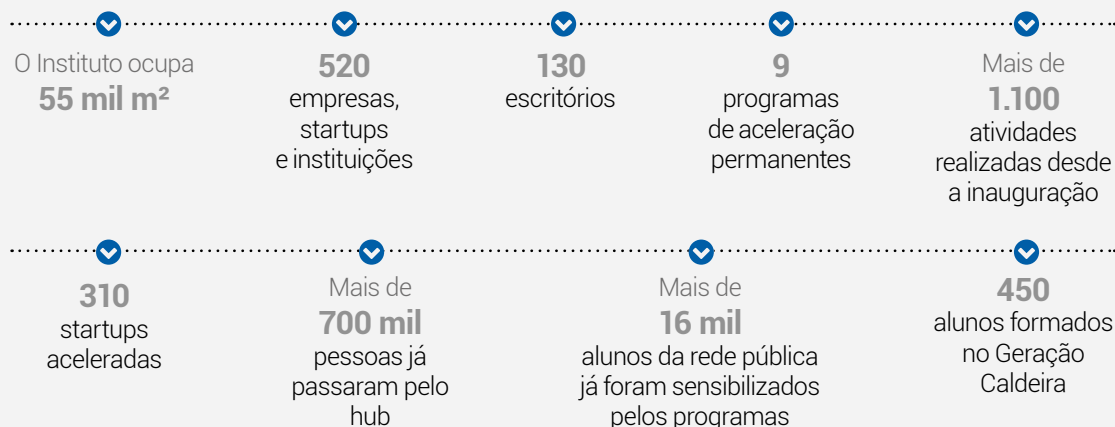 O Instituto ocupa
55 mil m²
520
empresas,
startups
e instituições
130
escritórios
9
programas
de aceleração
permanentes
Mais de
1.100
atividades
realizadas desde
a inauguração
310
startups
aceleradas
Mais de
700 mil
pessoas já
passaram pelo
hub
Mais de
16 mil
alunos da rede pública
já foram sensibilizados
pelos programas
450
alunos formados
no Geração
Caldeira